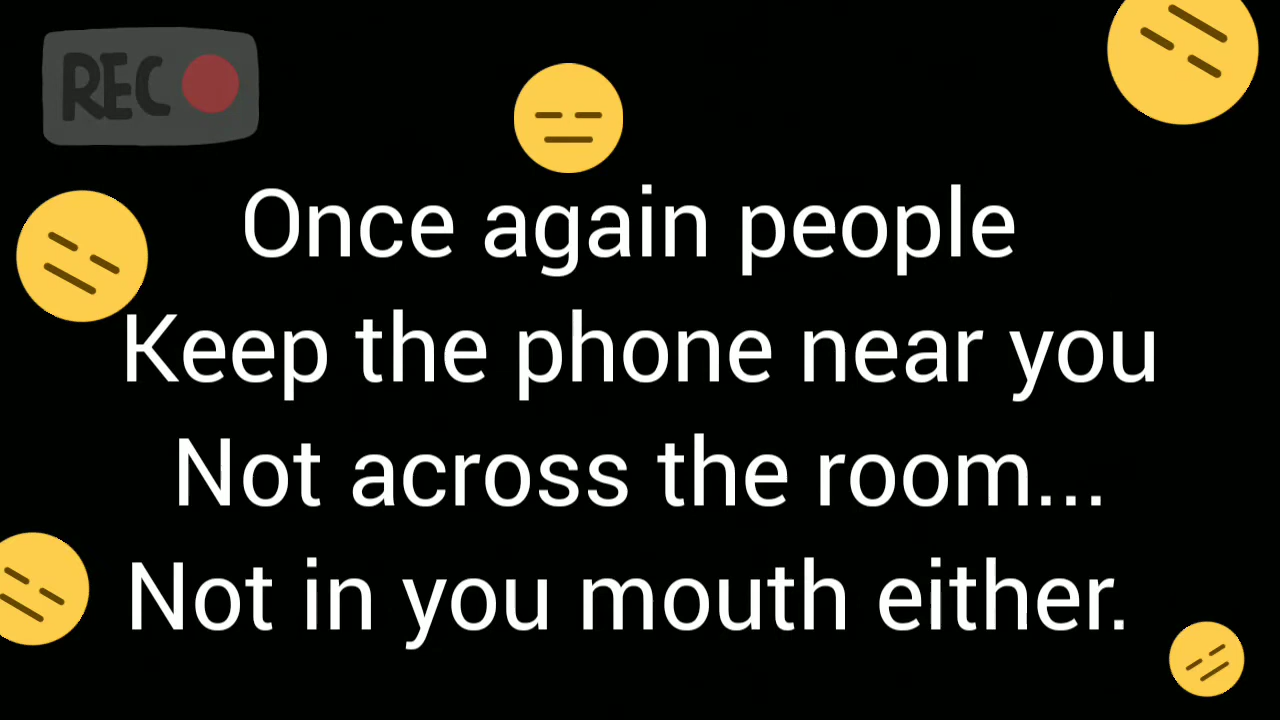 REC
Once again people
Keep the phone near you
Not across the room...
Not in you mouth either.